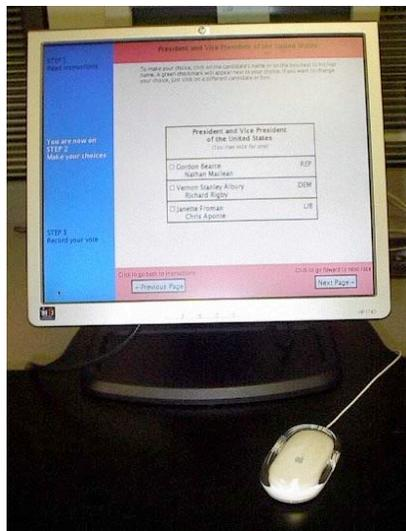 STEP 1
Read instructions
You are now on
STEP 2
Make your choices
STEP 3
Record your vote
President and Vice President of the United States
To make your choice, click on the candidate's name or on the box next to his/her
name. A green checkmark will appear next to your choice. If you want to change
your choice, just click on a different candidate or box.
President and Vice President
of the United States
(You may vote for one)
Gordon Bearce REP
Nathan Maclean
Vernon Stanley Albury DEM
Richard Rigby
Janette Froman LIB
Chris Aponte
Click to go back to instructions
Click to go forward to next race
← Previous Page
Next Page →